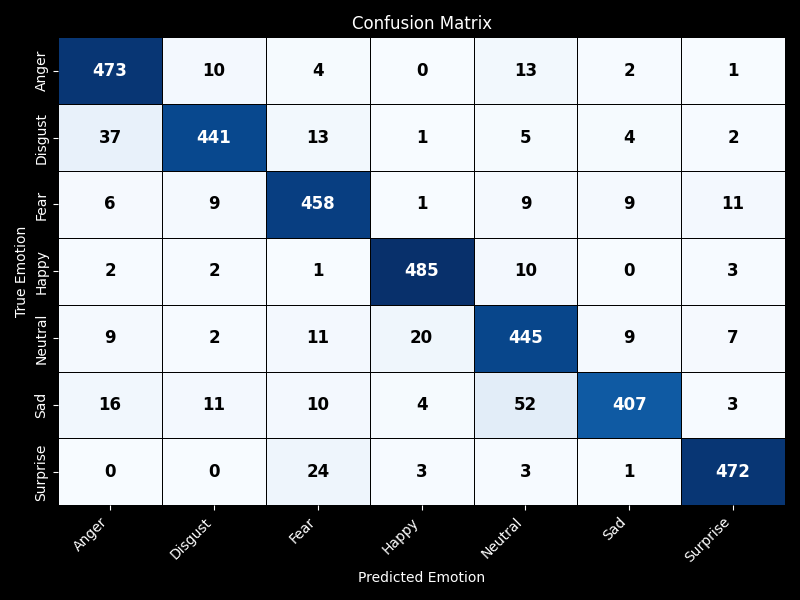 Confusion Matrix
True Emotion
Anger 473 10 4 0 13 2 1
Disgust 37 441 13 1 5 4 2
Fear 6 9 458 1 9 9 11
Happy 2 2 1 485 10 0 3
Neutral 9 2 11 20 445 9 7
Sad 16 11 10 4 52 407 3
Surprise 0 0 24 3 3 1 472
Anger Disgust Fear Happy Neutral Sad Surprise
Predicted Emotion